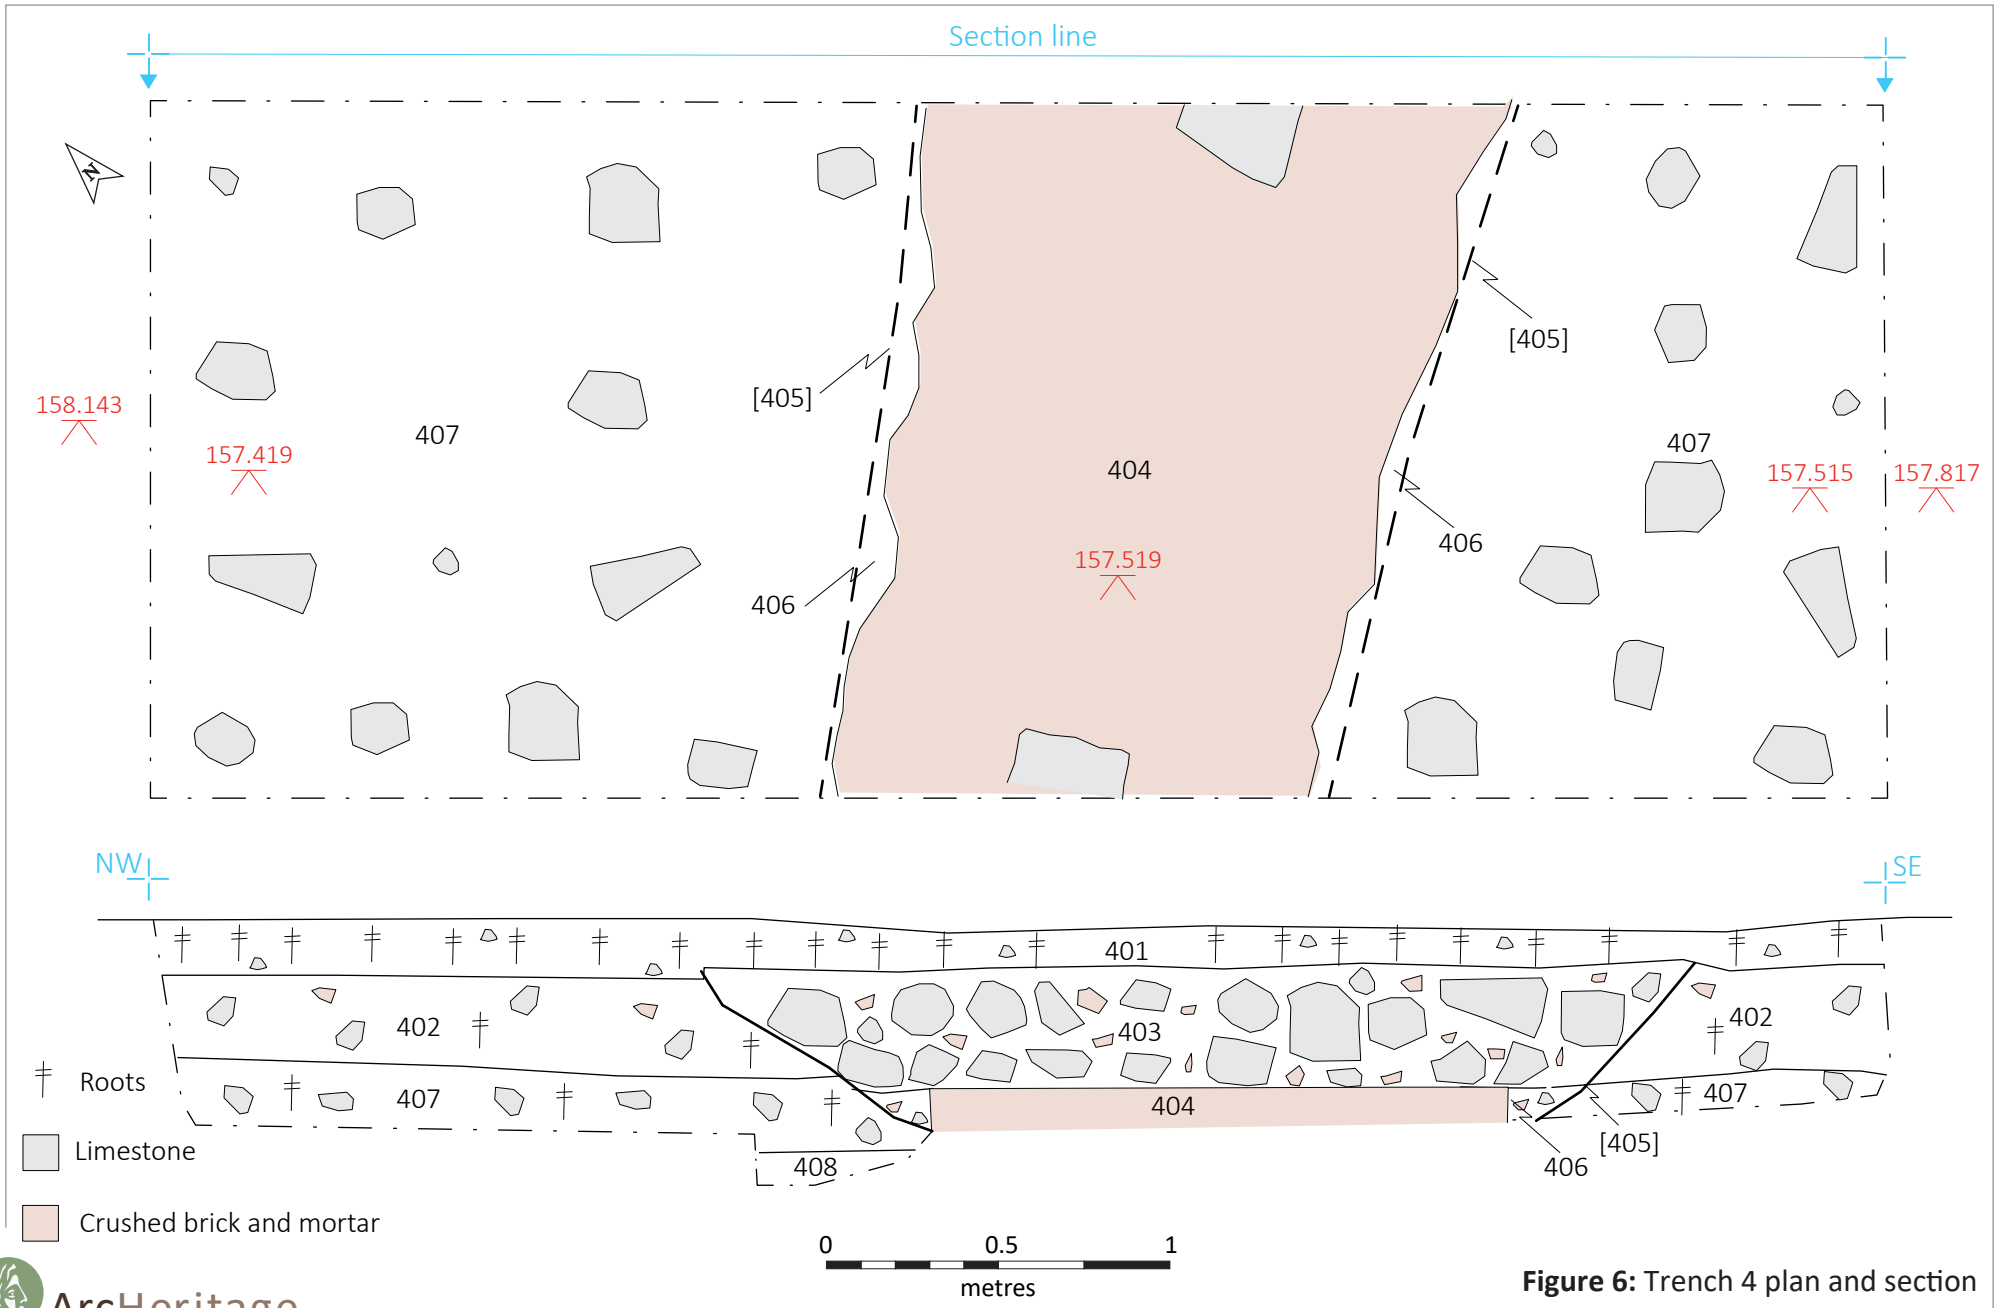 Section line
N
[405]
[405]
158.143
407
407
157.419
404
157.515
157.817
406
157.519
406
NW
SE
401
402
403
402
Roots
407
404
407
[405]
Limestone
408
406
Crushed brick and mortar
0 0.5 1
metres
Figure 6: Trench 4 plan and section
ArcHeritage